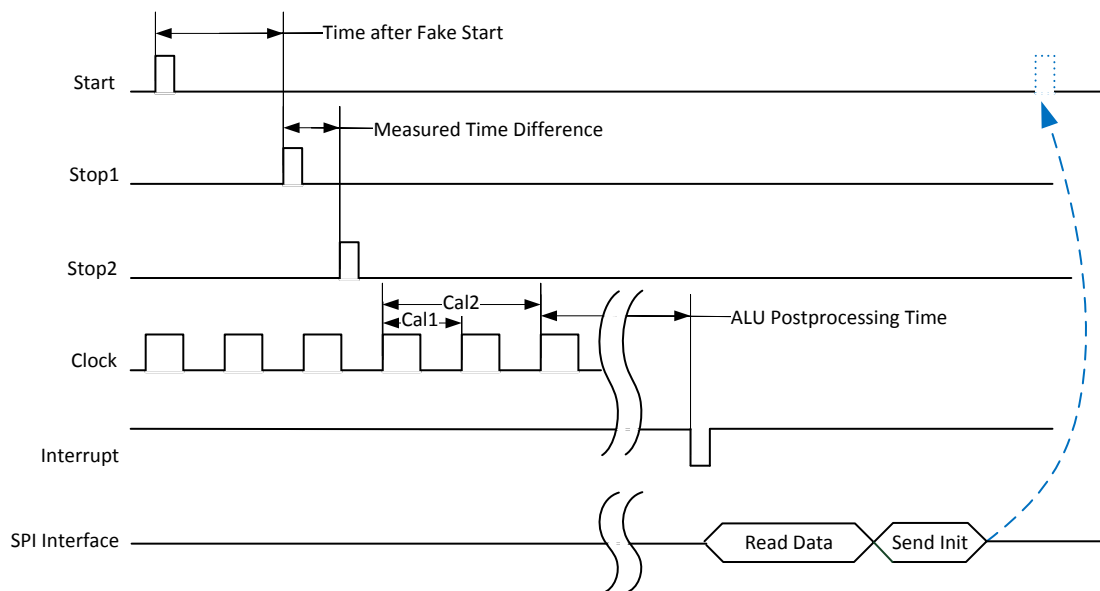 Time after Fake Start
Start
Measured Time Difference
Stop1
Stop2
Cal2
Cal1
ALU Postprocessing Time
Clock
Interrupt
SPI Interface
Read Data
Send Init